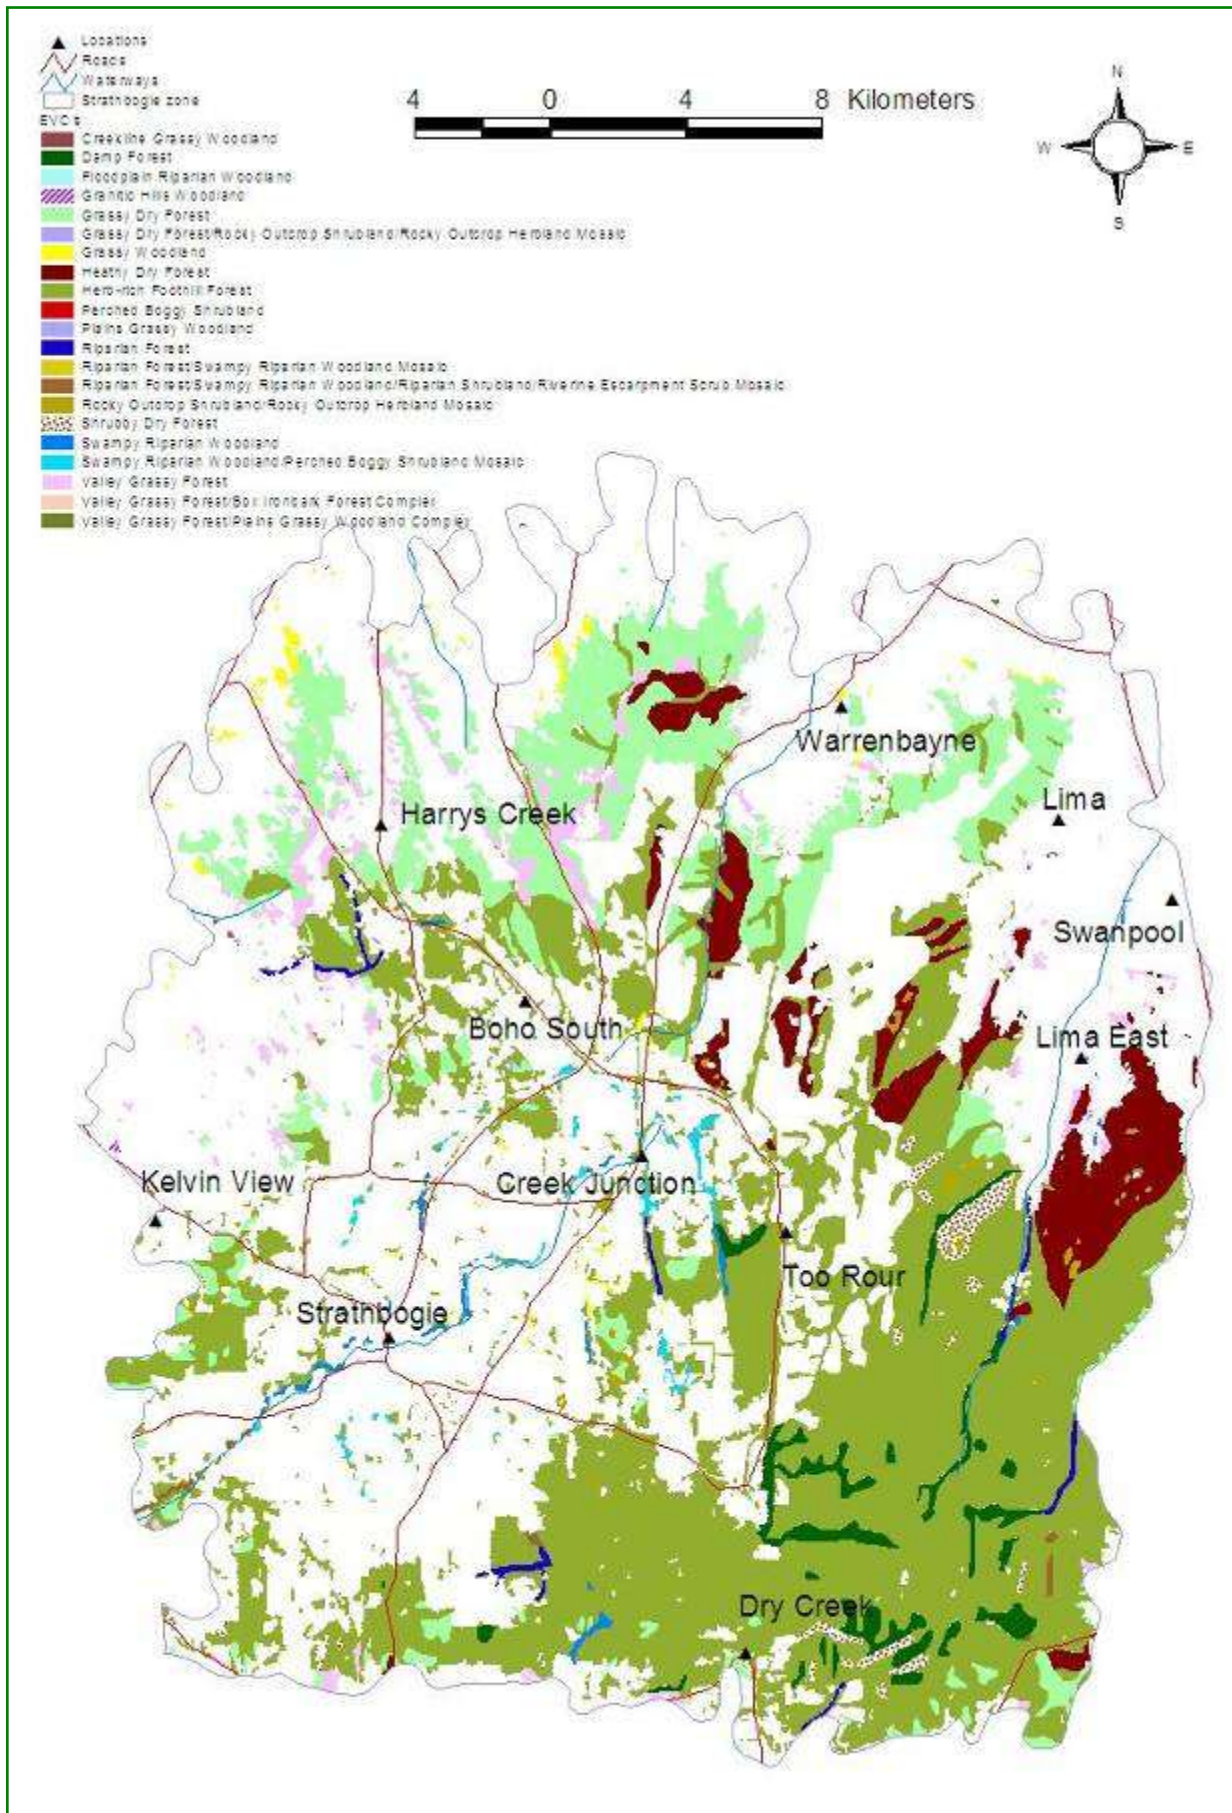 Locations
Roads
Waterways
Strathbogie zone
EVCs
Creekline Grassy Woodland
Damp Forest
Floodplain Riparian Woodland
Granitic Hills Woodland
Grassy Dry Forest
Grassy Dry Forest/Rocky Outcrop Shrubland/Rocky Outcrop Herbland Mosaic
Grassy Woodland
Heathy Dry Forest
Herb-rich Foothill Forest
Perched Boggy Shrubland
Plains Grassy Woodland
Riparian Forest
Riparian Forest/Swampy Riparian Woodland Mosaic
Riparian Forest/Swampy Riparian Woodland/Riparian Shrubland/Riverine Escarpment Scrub Mosaic
Rocky Outcrop Shrubland/Rocky Outcrop Herbland Mosaic
Shrubby Dry Forest
Swampy Riparian Woodland
Swampy Riparian Woodland/Perched Boggy Shrubland Mosaic
Valley Grassy Forest
Valley Grassy Forest/Box Ironbark Forest Complex
Valley Grassy Forest/Plains Grassy Woodland Complex
4 0 4 8 Kilometers
N
W E
S
Warrenbayne
Lima
Harrys Creek
Swanpool
Boho South
Lima East
Kelvin View
Creek Junction
Too Rour
Strathbogie
Dry Creek